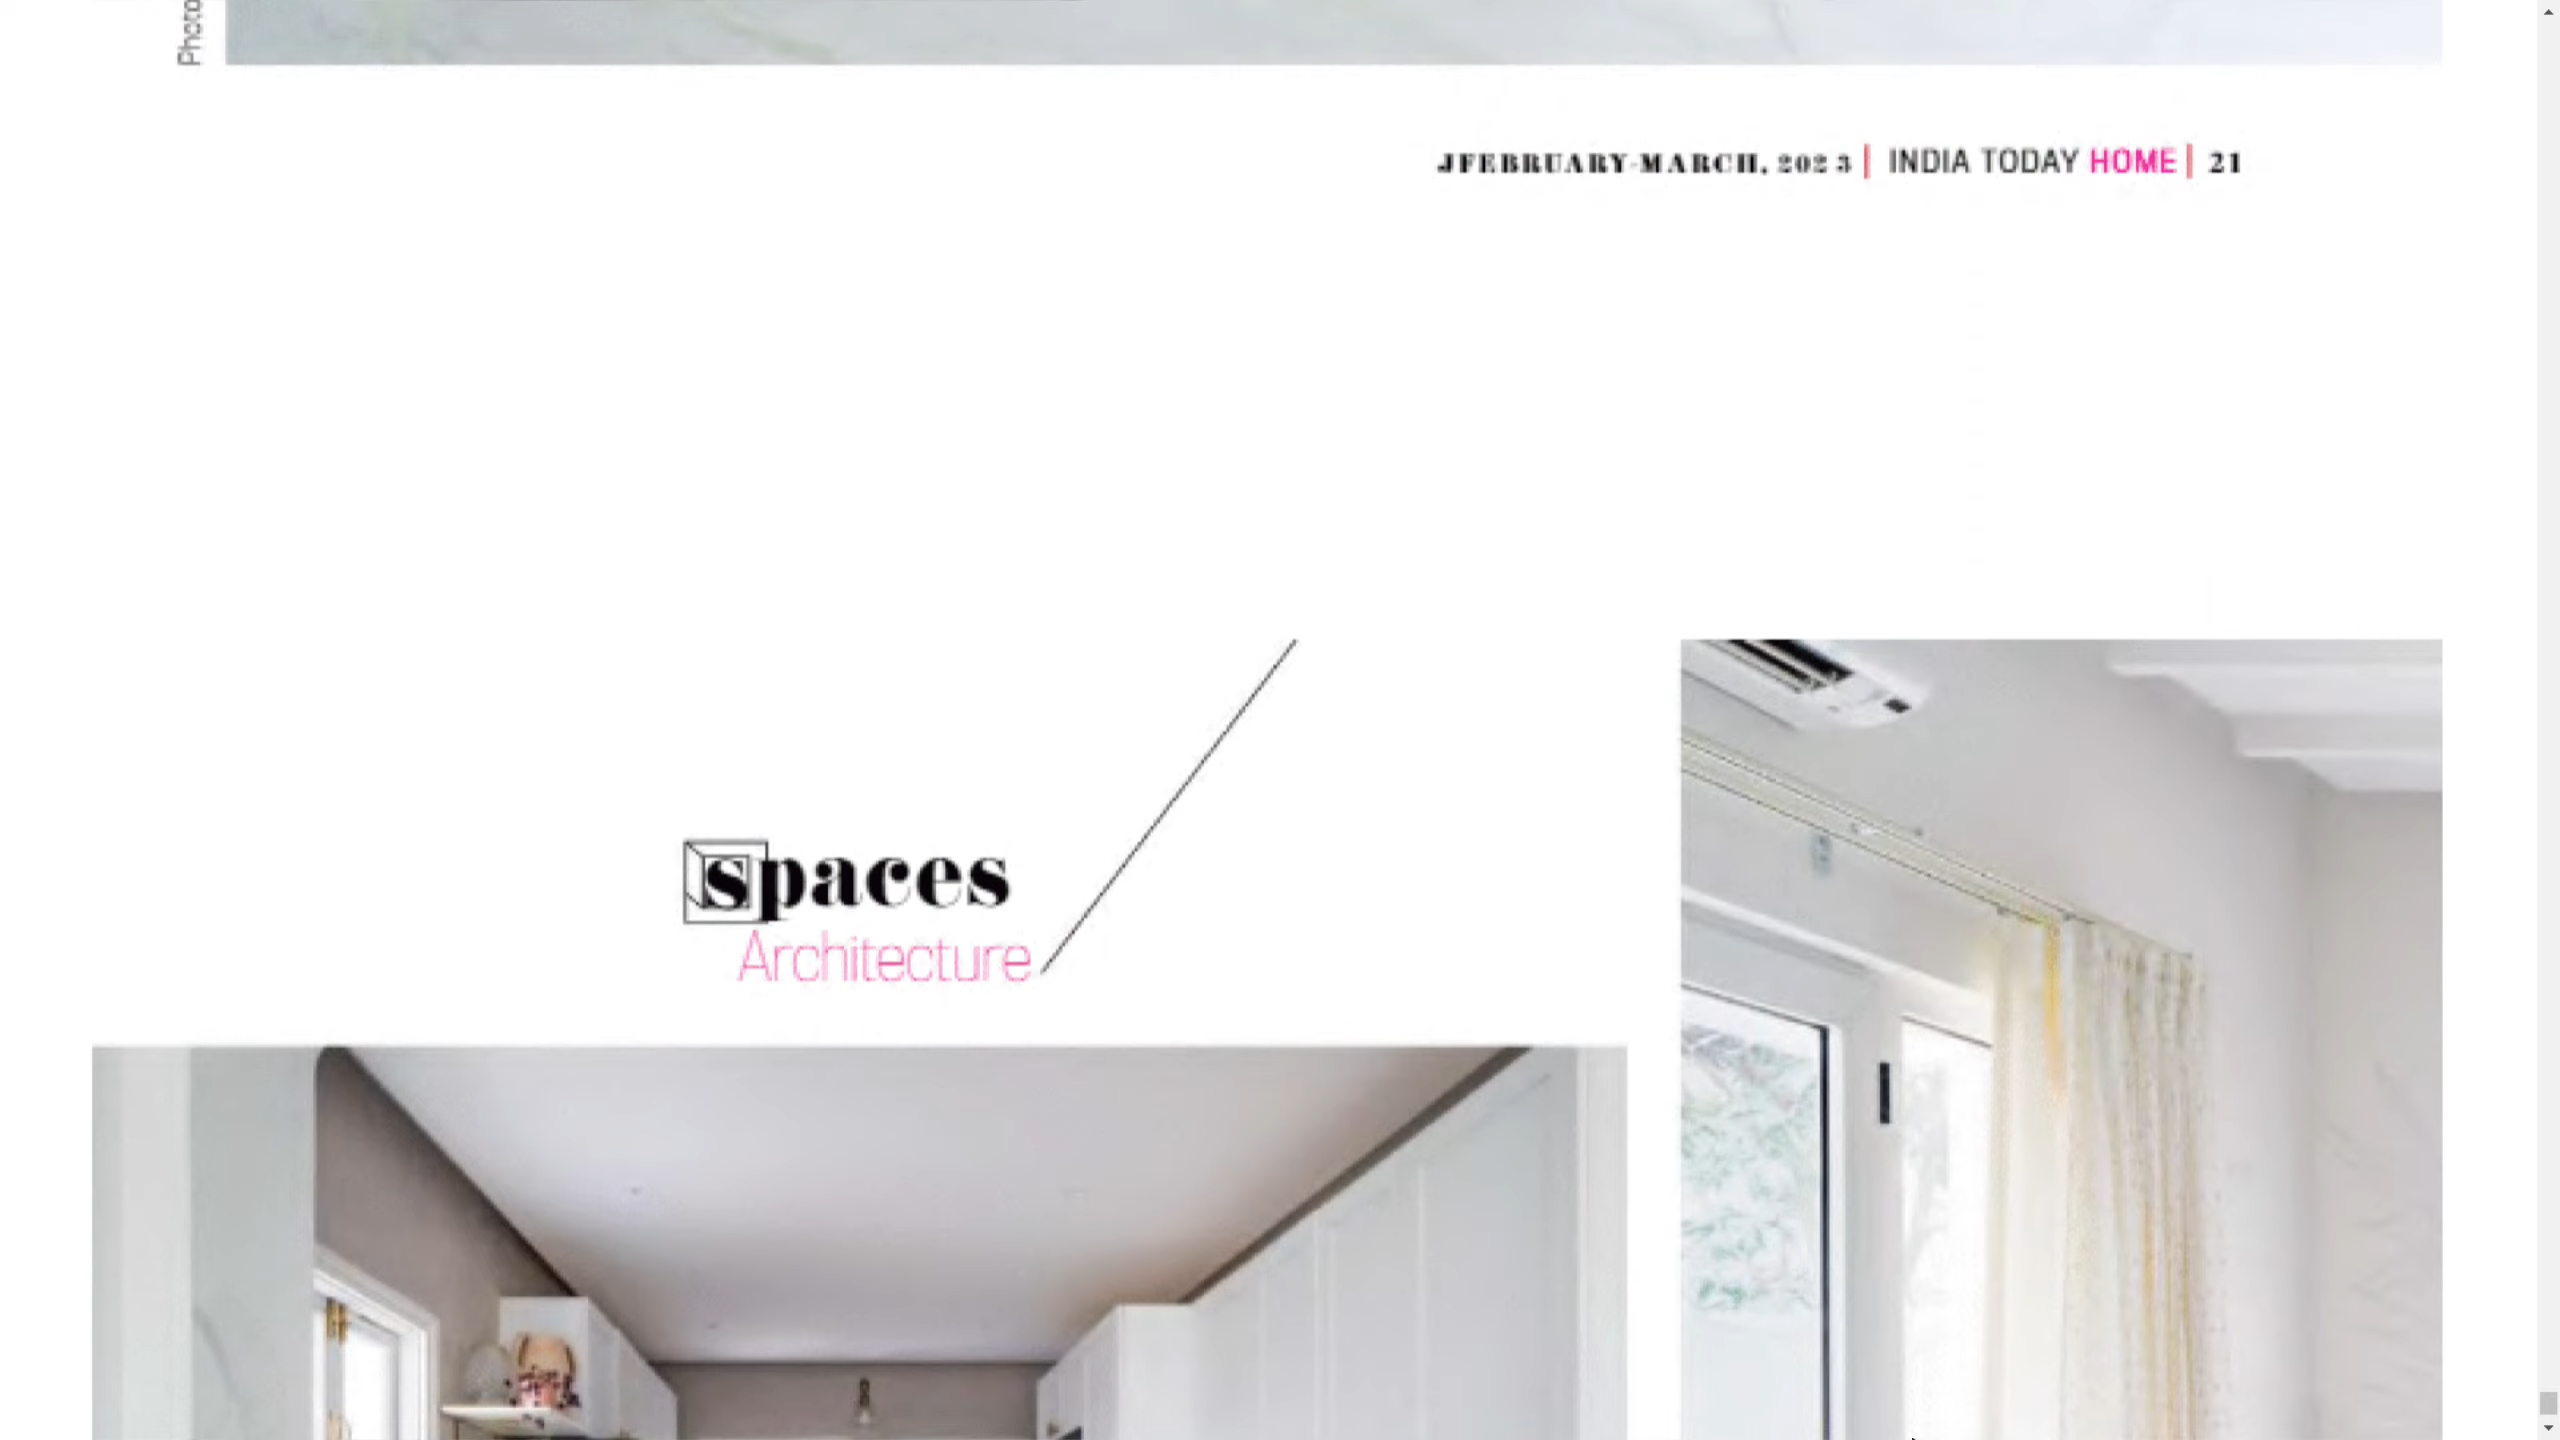 Photo
JFEBRUARY-MARCH, 202 3 | INDIA TODAY HOME | 21
spaces
Architecture